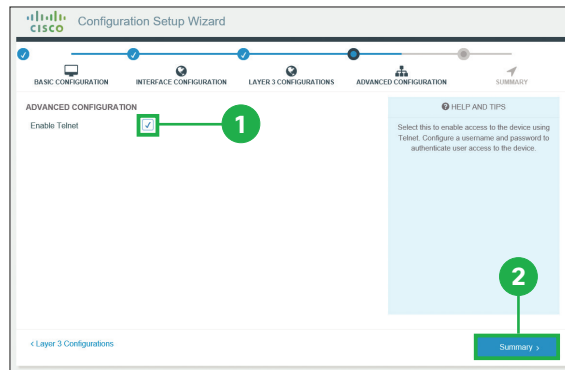 CISCO
Configuration Setup Wizard
BASIC CONFIGURATION
INTERFACE CONFIGURATION
LAYER 3 CONFIGURATIONS
ADVANCED CONFIGURATION
SUMMARY
ADVANCED CONFIGURATION
Enable Telnet
1
HELP AND TIPS
Select this to enable access to the device using
Telnet. Configure a username and password to
authenticate user access to the device.
2
< Layer 3 Configurations
Summary >